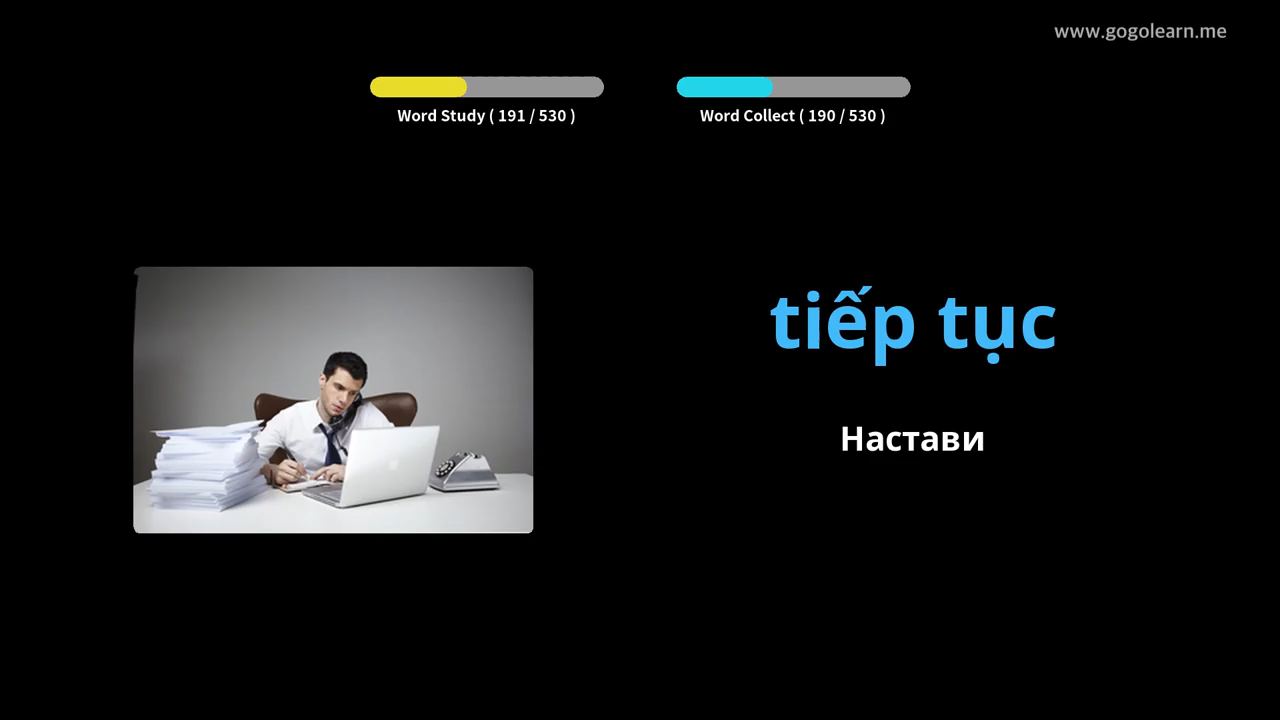 www.gogolearn.me
Word Study ( 191 / 530 )
Word Collect ( 190 / 530 )
tiếp tục
Настави